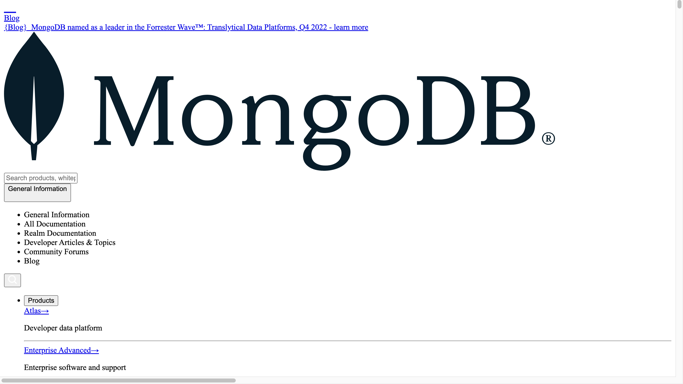 Blog
{Blog}  MongoDB named as a leader in the Forrester Wave™: Translytical Data Platforms, Q4 2022 - learn more
MongoDB®
Search products, whitep
General Information
General Information
All Documentation
Realm Documentation
Developer Articles & Topics
Community Forums
Blog
Products
Atlas→
Developer data platform
Enterprise Advanced→
Enterprise software and support